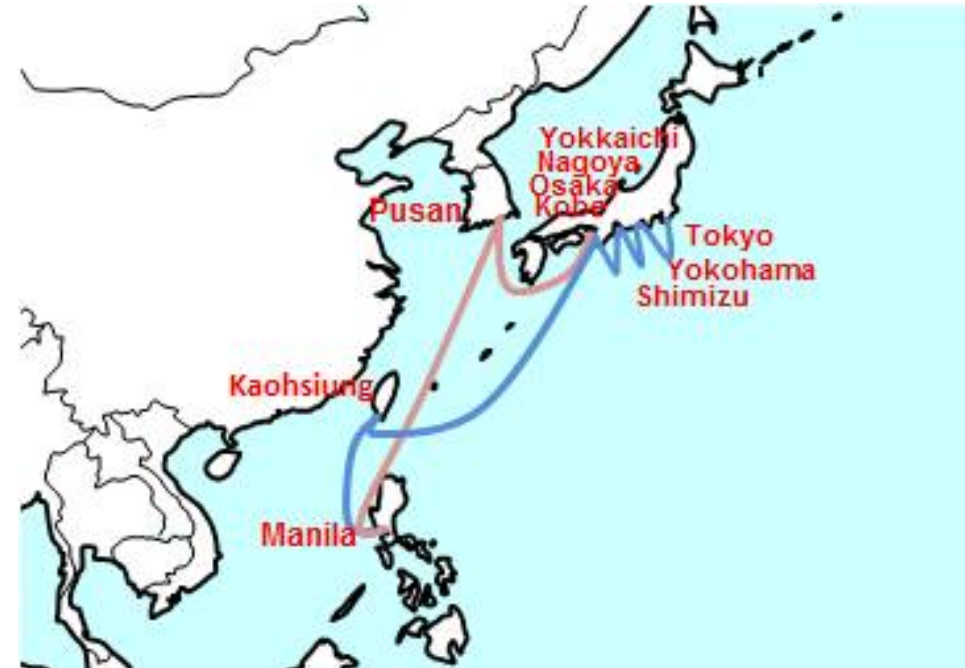 Yokkaichi
Nagoya
Osaka
Kobe
Pusan
Tokyo
Yokohama
Shimizu
Kaohsiung
Manila